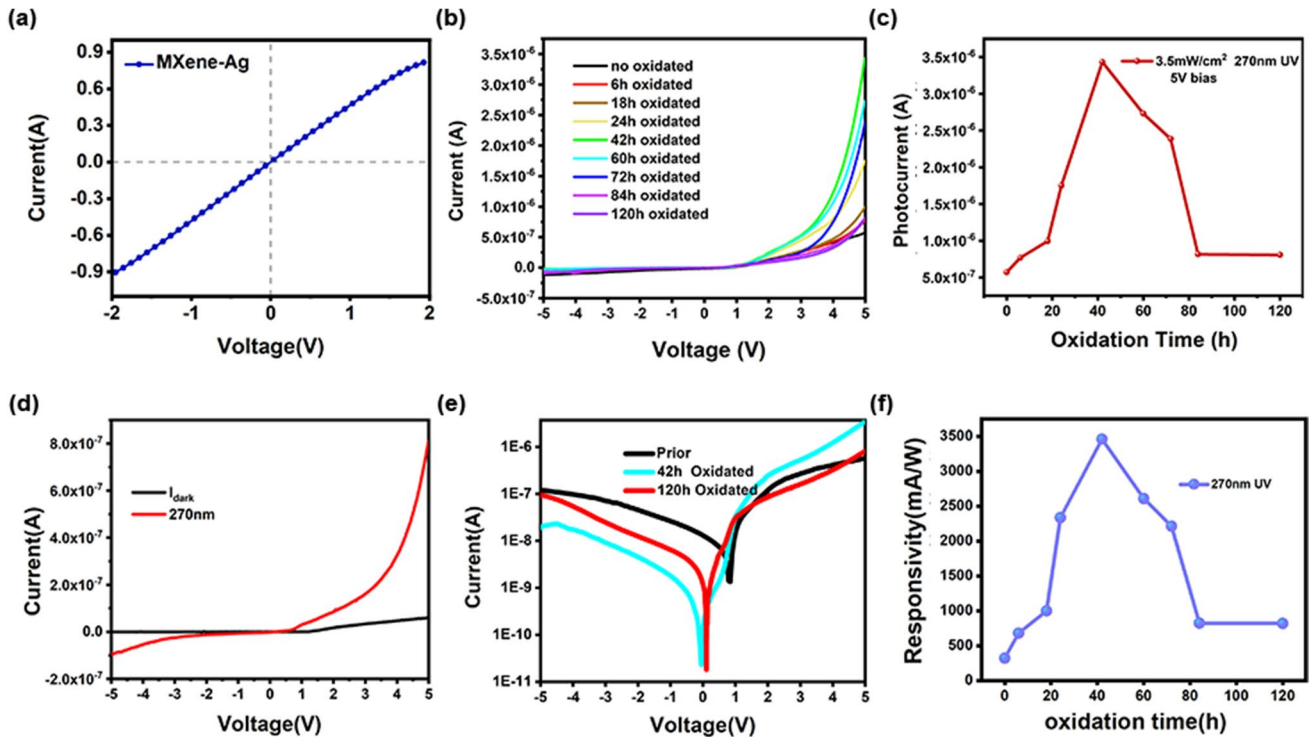 (a)
0.9
0.6
0.3
0.0
-0.3
-0.6
-0.9
Current(A)
MXene-Ag
-2
-1
0
1
2
Voltage(V)
(b)
3.5x10⁻⁶
3.0x10⁻⁶
2.5x10⁻⁶
2.0x10⁻⁶
1.5x10⁻⁶
1.0x10⁻⁶
5.0x10⁻⁷
0.0
-5.0x10⁻⁷
Current (A)
no oxidated
6h oxidated
18h oxidated
24h oxidated
42h oxidated
60h oxidated
72h oxidated
84h oxidated
120h oxidated
-5
-4
-3
-2
-1
0
1
2
3
4
5
Voltage (V)
(c)
3.5x10⁻⁶
3.0x10⁻⁶
2.5x10⁻⁶
2.0x10⁻⁶
1.5x10⁻⁶
1.0x10⁻⁶
5.0x10⁻⁷
Photocurrent (A)
3.5mW/cm² 270nm UV
5V bias
0
20
40
60
80
100
120
Oxidation Time (h)
(d)
8.0x10⁻⁷
6.0x10⁻⁷
4.0x10⁻⁷
2.0x10⁻⁷
0.0
-2.0x10⁻⁷
Current(A)
I_dark
270nm
-5
-3
-1
1
3
5
Voltage(V)
(e)
1E-6
1E-7
1E-8
1E-9
1E-10
1E-11
Current(A)
Prior
42h Oxidated
120h Oxidated
-5
-4
-3
-2
-1
0
1
2
3
4
5
Voltage(V)
(f)
3500
3000
2500
2000
1500
1000
500
0
Responsivity(mA/W)
270nm UV
0
20
40
60
80
100
120
oxidation time(h)